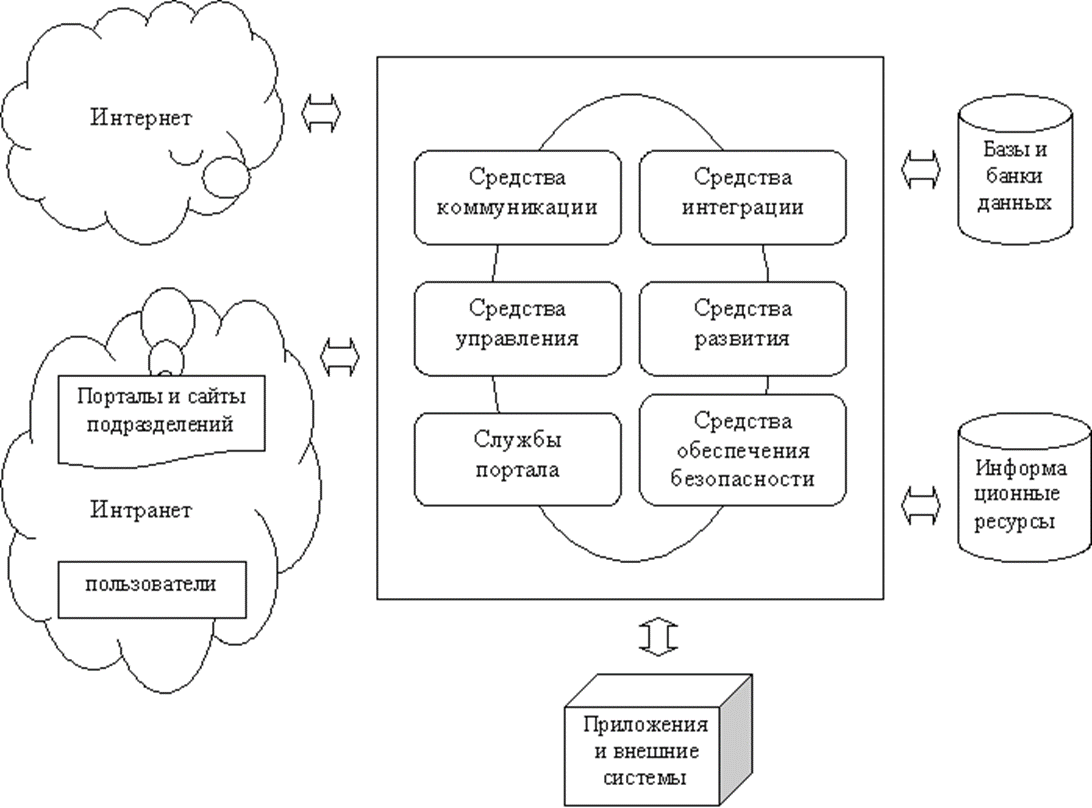 Интернет
Порталы и сайты
подразделений
Интранет
пользователи
Средства
коммуникации
Средства
интеграции
Средства
управления
Средства
развития
Службы
портала
Средства
обеспечения
безопасности
Базы и
банки
данных
Информа
ционные
ресурсы
Приложения
и внешние
системы